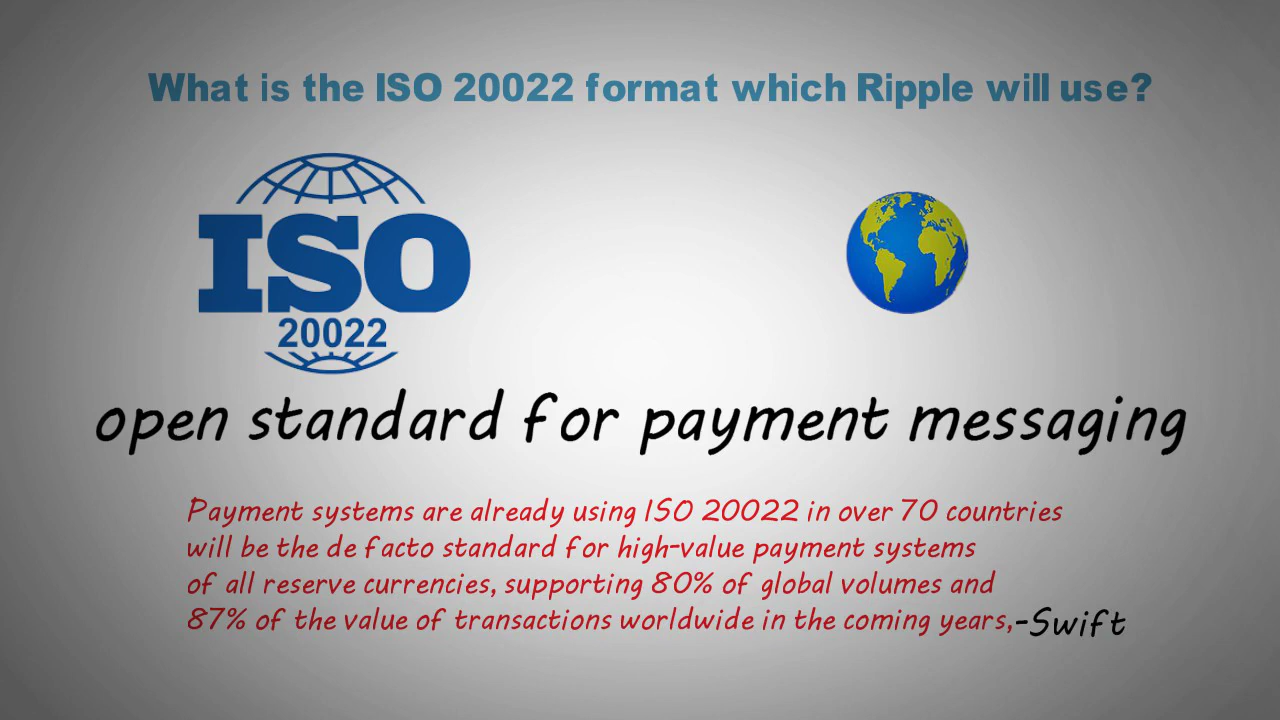 What is the ISO 20022 format which Ripple will use?
ISO
20022
open standard for payment messaging
Payment systems are already using ISO 20022 in over 70 countries
will be the de facto standard for high-value payment systems
of all reserve currencies, supporting 80% of global volumes and
87% of the value of transactions worldwide in the coming years,-Swift